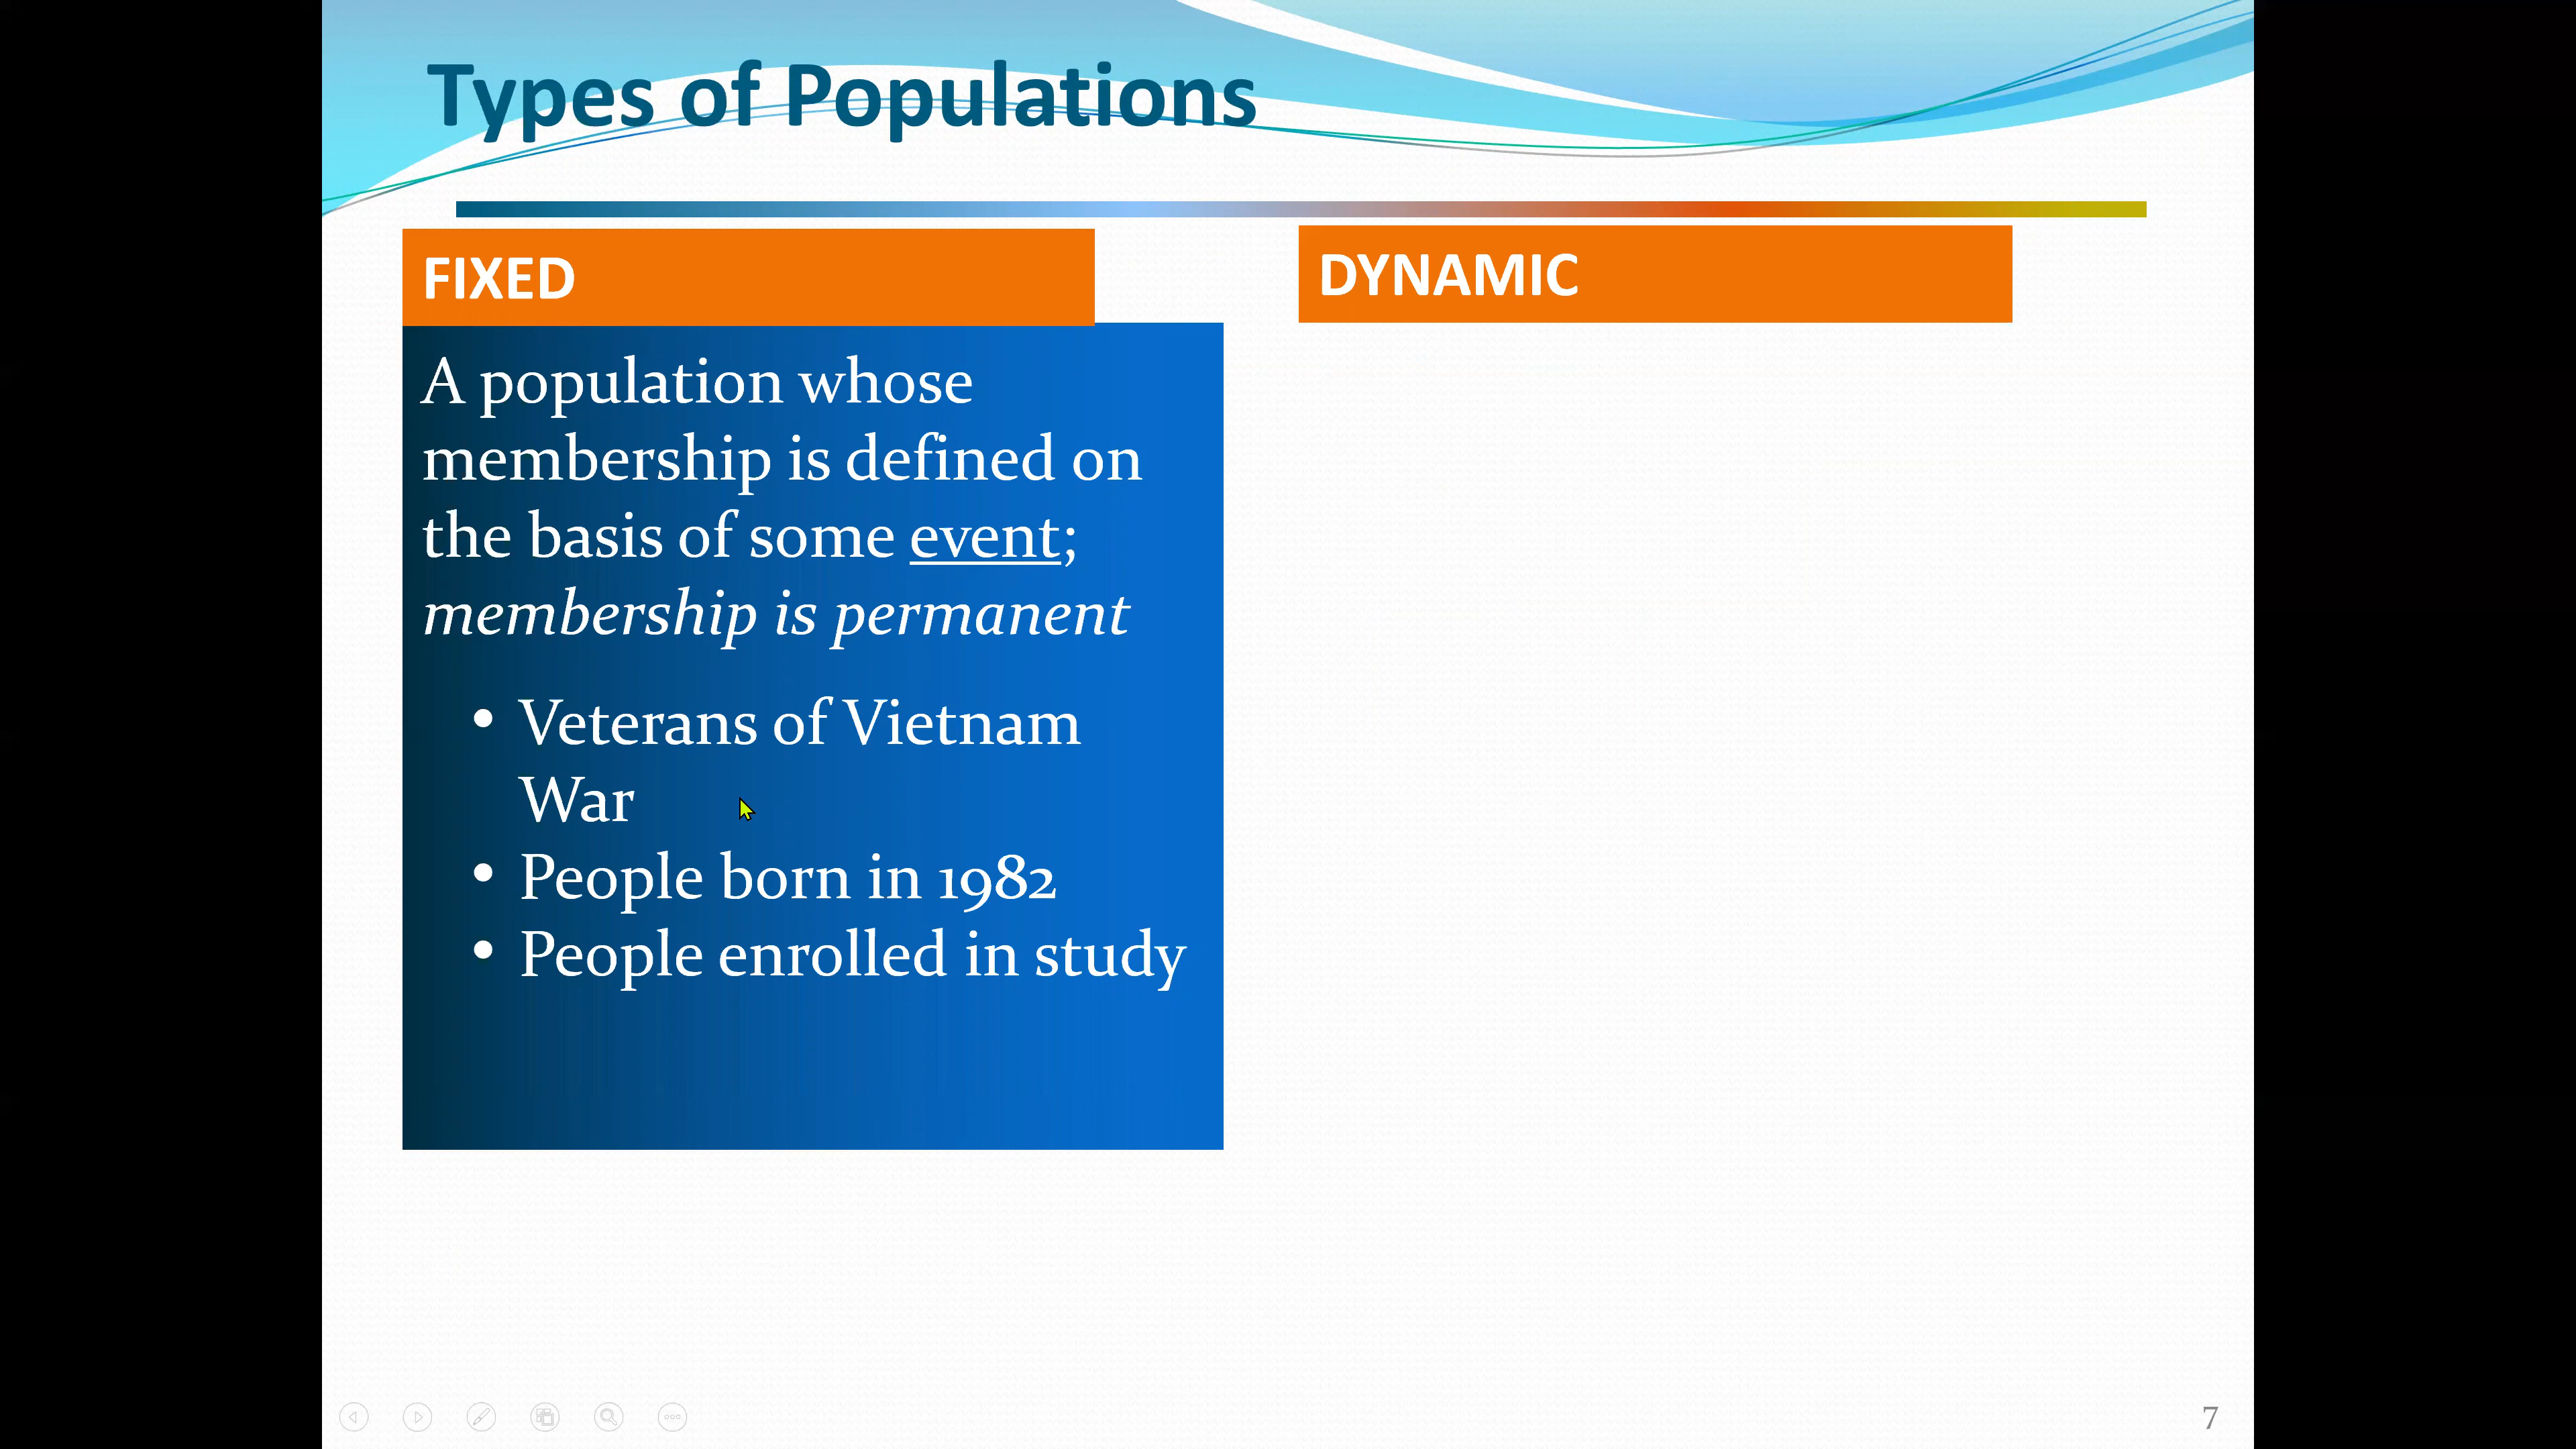 Types of Populations
FIXED
A population whose
membership is defined on
the basis of some event;
membership is permanent
• Veterans of Vietnam
War
• People born in 1982
• People enrolled in study
DYNAMIC
7